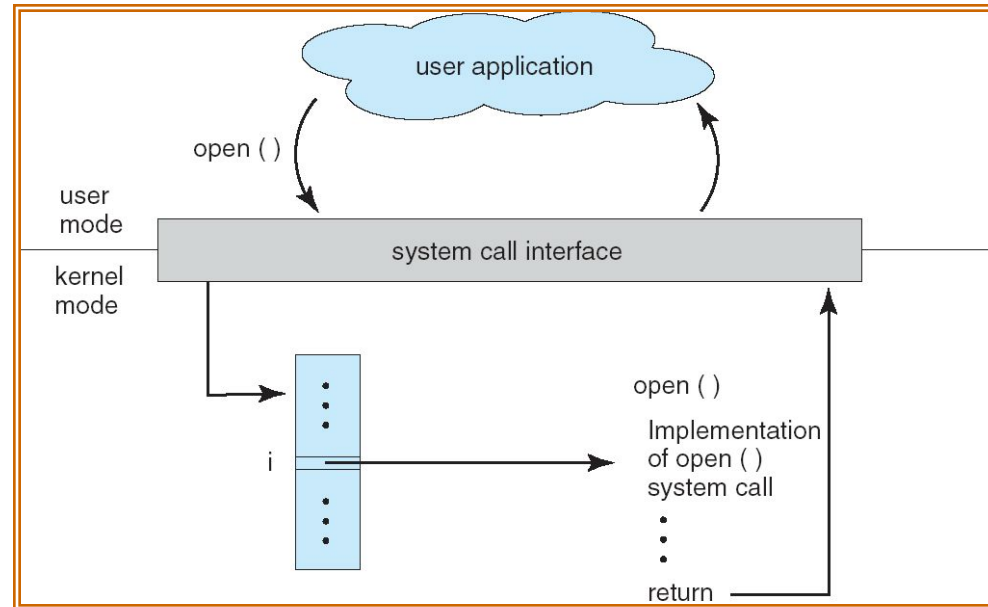 user application
open ( )
user
mode
system call interface
kernel
mode
open ( )
Implementation
of open ( )
system call
i
return